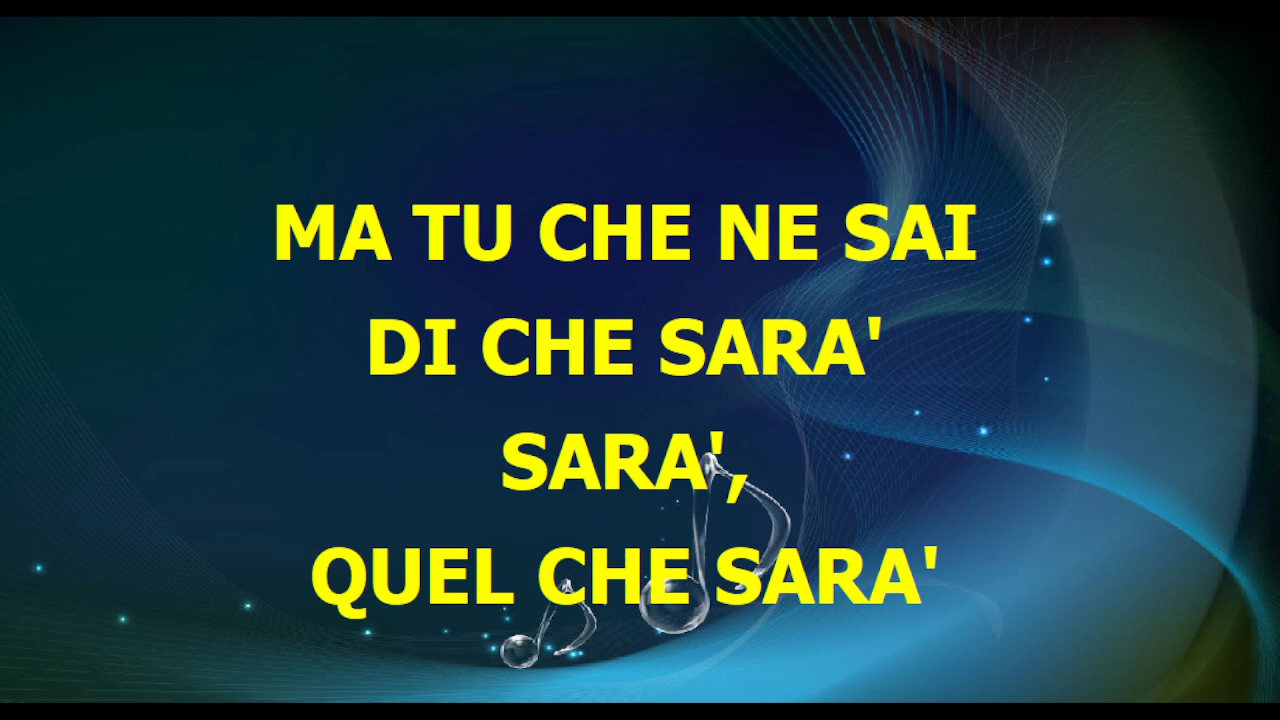 MA TU CHE NE SAI
DI CHE SARA'
SARA',
QUEL CHE SARA'